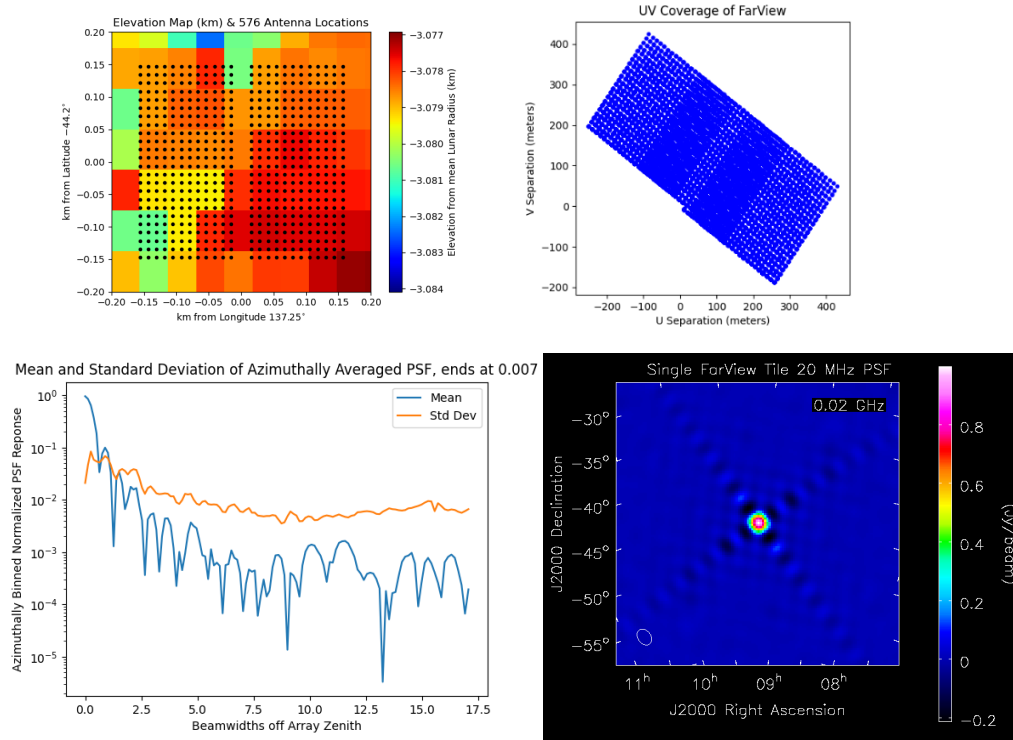 Elevation Map (km) & 576 Antenna Locations
0.20
0.15
0.10
0.05
0.00
−0.05
−0.10
−0.15
−0.20
km from Latitude −44.2°
−0.20 −0.15 −0.10 −0.05 0.00 0.05 0.10 0.15 0.20
km from Longitude 137.25°
−3.077
−3.078
−3.079
−3.080
−3.081
−3.082
−3.083
−3.084
Elevation from mean Lunar Radius (km)
UV Coverage of FarView
400
300
200
100
0
−100
−200
V Separation (meters)
−200 0 200 400
U Separation (meters)
Mean and Standard Deviation of Azimuthally Averaged PSF, ends at 0.007
Mean
Std Dev
10⁰
10⁻¹
10⁻²
10⁻³
10⁻⁴
10⁻⁵
Azimuthally Binned Normalized PSF Reponse
0.0 2.5 5.0 7.5 10.0 12.5 15.0 17.5
Beamwidths off Array Zenith
Single FarView Tile 20 MHz PSF
0.02 GHz
−30°
−35°
−40°
−45°
−50°
−55°
J2000 Declination
11ʰ 10ʰ 09ʰ 08ʰ
J2000 Right Ascension
0.8
0.6
0.4
0.2
0
−0.2
(Jy/beam)